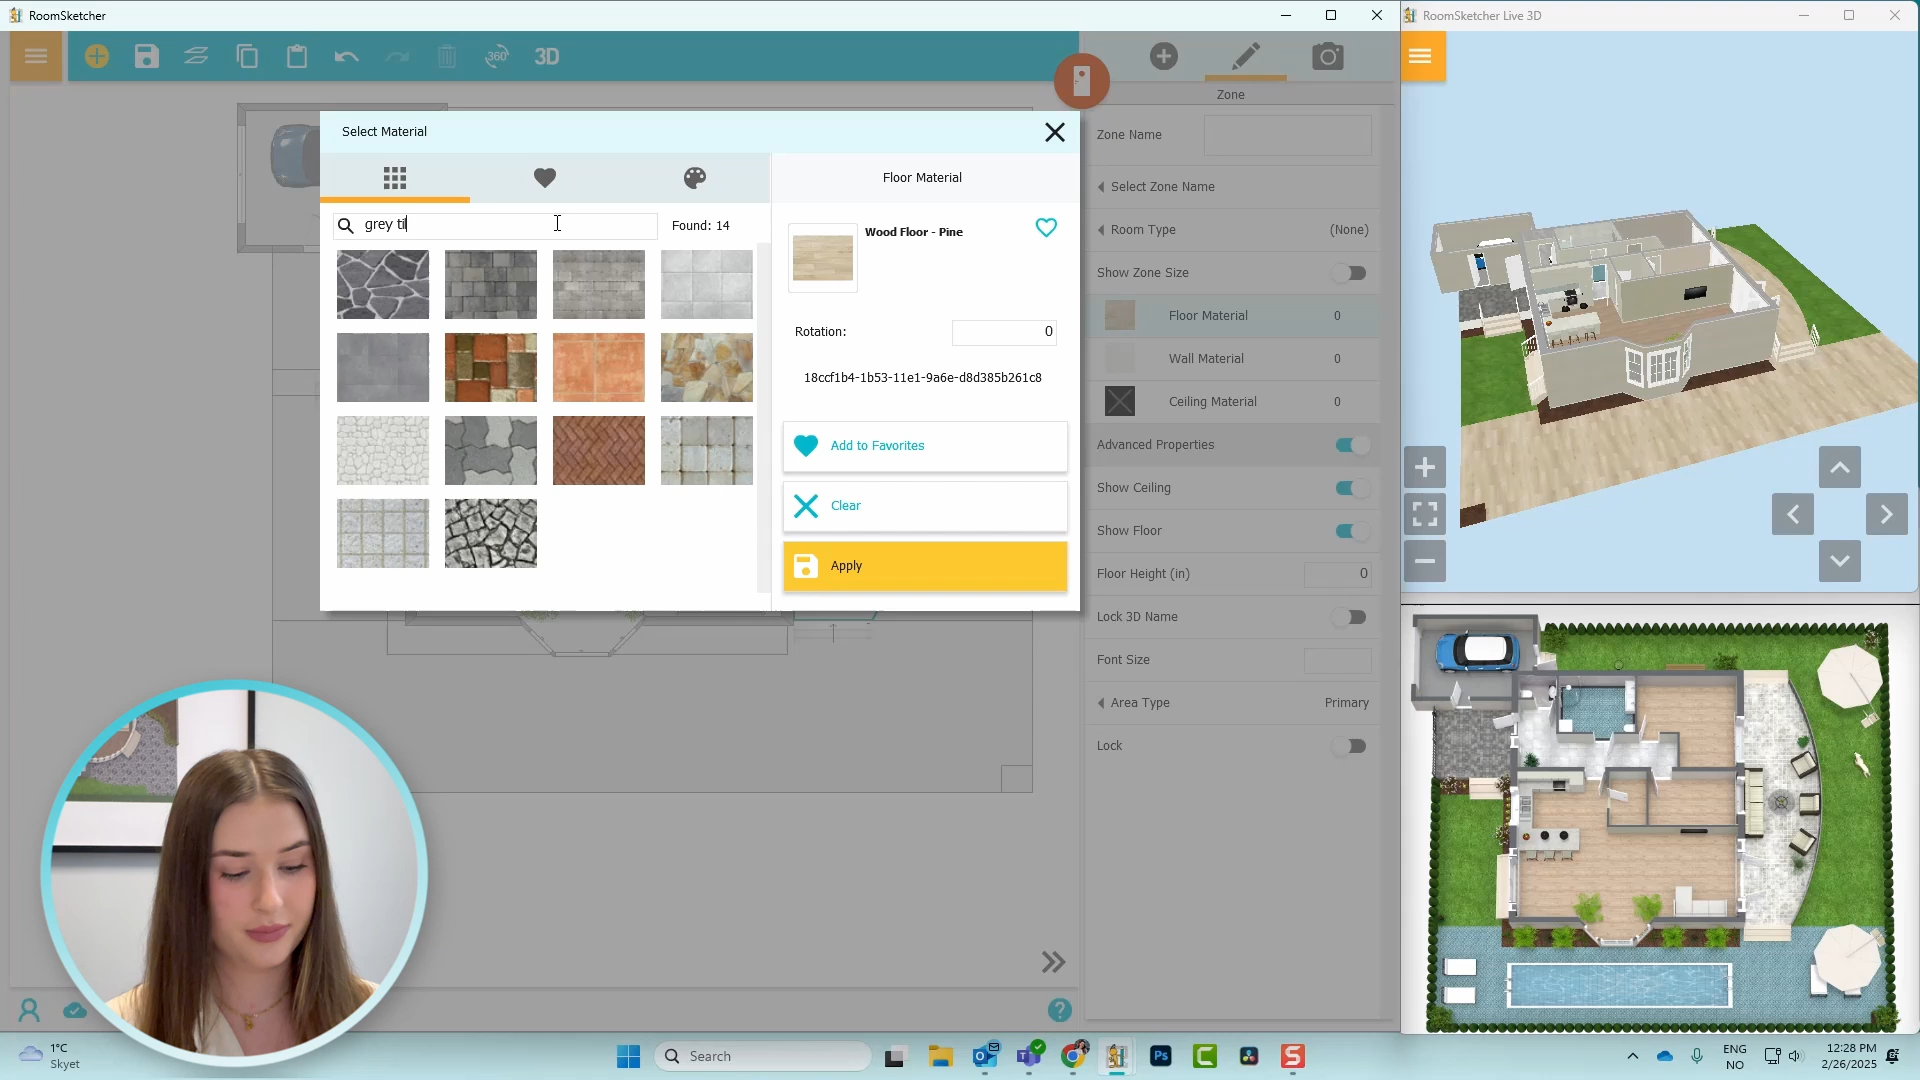 RoomSketcher
RoomSketcher Live 3D
360
3D
Zone
Select Material
Zone Name
Floor Material
Select Zone Name
grey til
Found: 14
Wood Floor - Pine
Room Type
(None)
Show Zone Size
Rotation:
0
Floor Material
0
Wall Material
0
18ccf1b4-1b53-11e1-9a6e-d8d385b261c8
Ceiling Material
0
Add to Favorites
Advanced Properties
Show Ceiling
Clear
Show Floor
Apply
Floor Height (in)
0
Lock 3D Name
Font Size
Area Type
Primary
Lock
1°C
Skyet
Search
Ps
ENG
NO
12:28 PM
2/26/2025